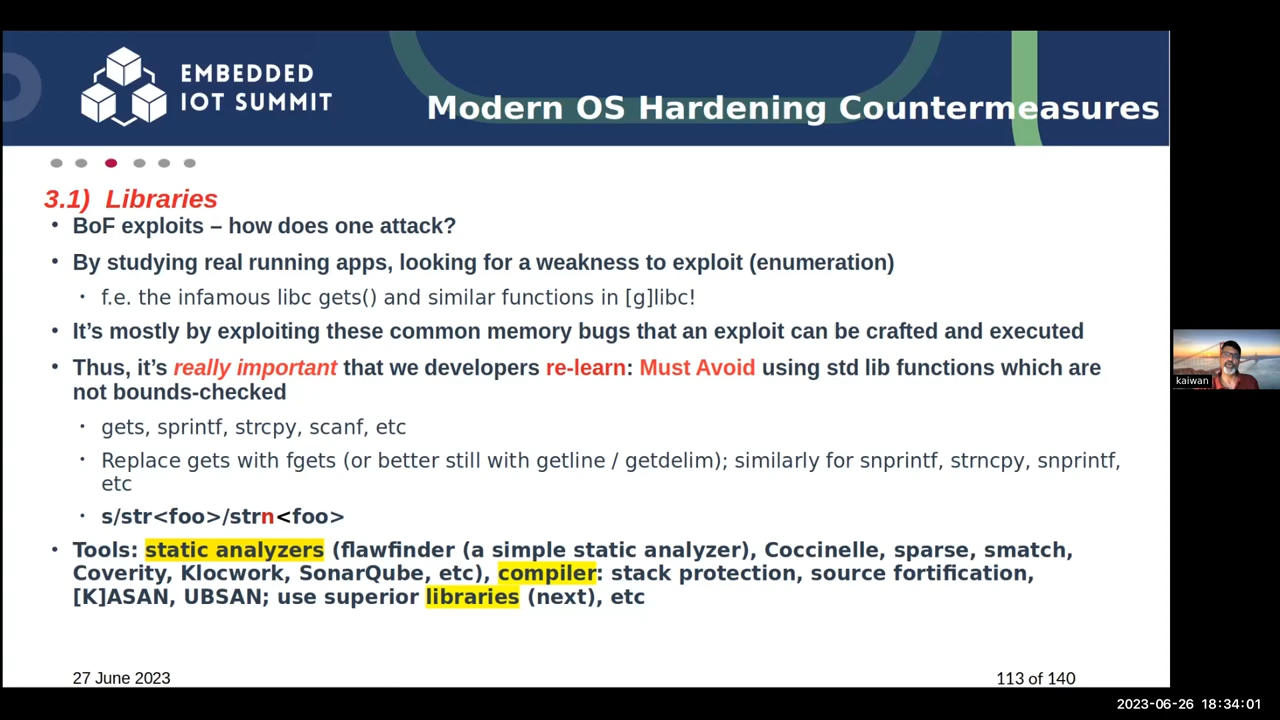 EMBEDDED
IOT SUMMIT
Modern OS Hardening Countermeasures
3.1) Libraries
• BoF exploits – how does one attack?
• By studying real running apps, looking for a weakness to exploit (enumeration)
• f.e. the infamous libc gets() and similar functions in [g]libc!
• It's mostly by exploiting these common memory bugs that an exploit can be crafted and executed
• Thus, it's really important that we developers re-learn: Must Avoid using std lib functions which are
not bounds-checked
• gets, sprintf, strcpy, scanf, etc
• Replace gets with fgets (or better still with getline / getdelim); similarly for snprintf, strncpy, snprintf,
etc
• s/str<foo>/strn<foo>
• Tools: static analyzers (flawfinder (a simple static analyzer), Coccinelle, sparse, smatch,
Coverity, Klocwork, SonarQube, etc), compiler: stack protection, source fortification,
[K]ASAN, UBSAN; use superior libraries (next), etc
27 June 2023
113 of 140
kaiwan
2023-06-26 18:34:01